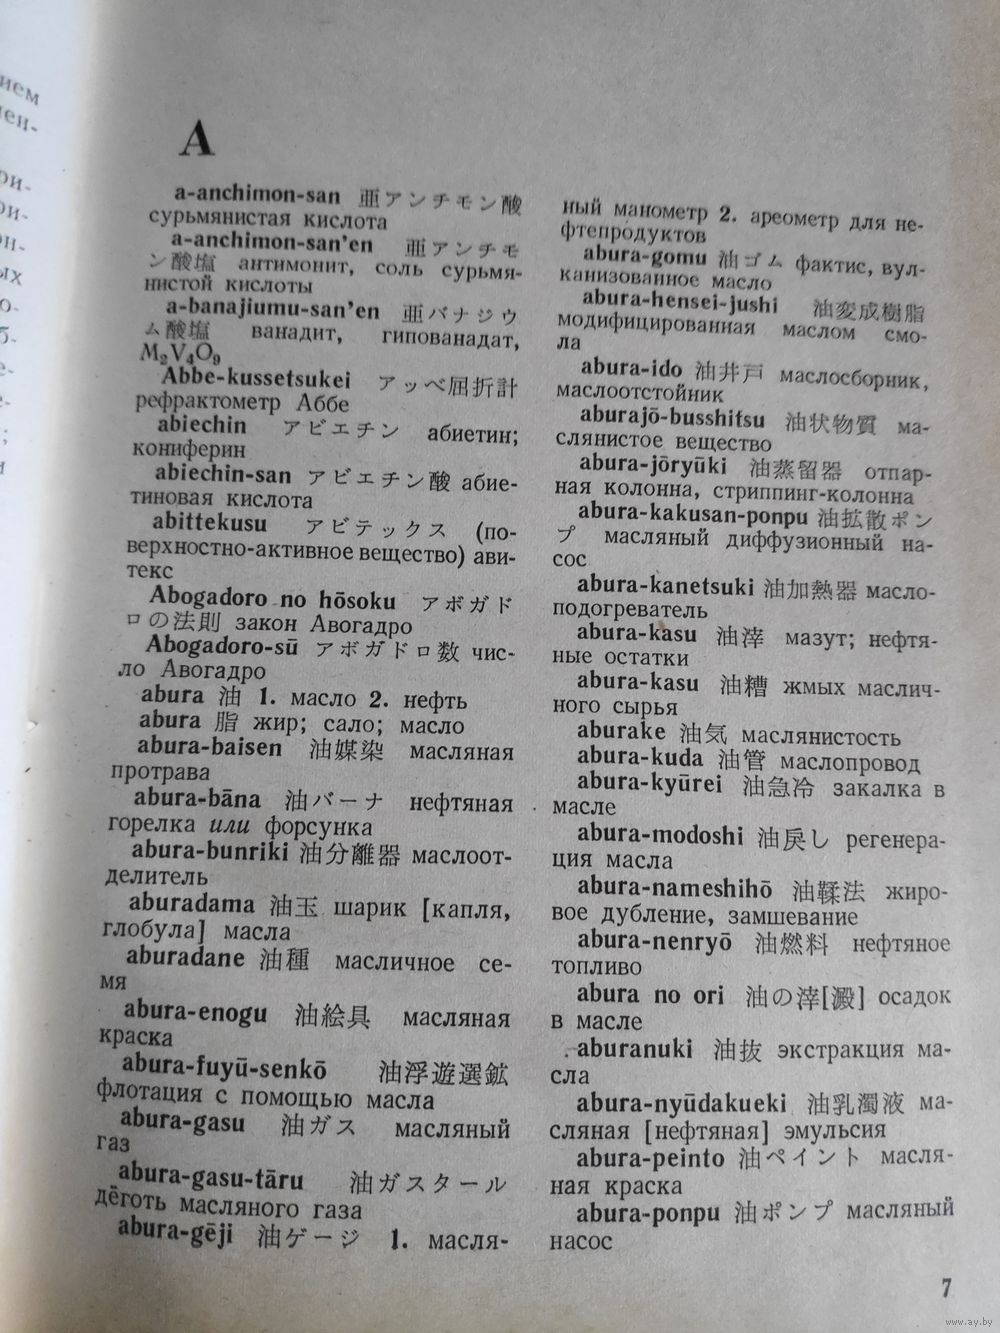 A
a-anchimon-san 亜アンチモン酸
сурьмянистая кислота
a-anchimon-san'en 亜アンチモ
ン酸塩 антимонит, соль сурьмя-
нистой кислоты
a-banajiumu-san'en 亜バナジウ
ム酸塩 ванадит, гипованадат,
M₂V₄O₉
Abbe-kussetsukei アッベ屈折計
рефрактометр Аббе
abiechin アビエチン абиетин;
кониферин
abiechin-san アビエチン酸 абие-
тиновая кислота
abittekusu アビテックス (по-
верхностно-активное вещество) ави-
текс
Abogadoro no hōsoku アボガド
ロの法則 закон Авогадро
Abogadoro-sū アボガドロ数 чис-
ло Авогадро
abura 油 1. масло 2. нефть
abura 脂 жир; сало; масло
abura-baisen 油媒染 масляная
протрава
abura-bāna 油バーナ нефтяная
горелка или форсунка
abura-bunriki 油分離器 маслоот-
делитель
aburadama 油玉 шарик [капля,
глобула] масла
aburadane 油種 масличное се-
мя
abura-enogu 油絵具 масляная
краска
abura-fuyū-senkō 油浮遊選鉱
флотация с помощью масла
abura-gasu 油ガス масляный
газ
abura-gasu-tāru 油ガスタール
дёготь масляного газа
abura-gēji 油ゲージ 1. масля-
ный манометр 2. ареометр для не-
фтепродуктов
abura-gomu 油ゴム фактис, вул-
канизованное масло
abura-hensei-jushi 油変成樹脂
модифицированная маслом смо-
ла
abura-ido 油井戸 маслосборник,
маслоотстойник
aburajō-busshitsu 油状物質 ма-
слянистое вещество
abura-jōryūki 油蒸留器 отпар-
ная колонна, стриппинг-колонна
abura-kakusan-ponpu 油拡散ポン
プ масляный диффузионный на-
сос
abura-kanetsuki 油加熱器 масло-
подогреватель
abura-kasu 油滓 мазут; нефтя-
ные остатки
abura-kasu 油糟 жмых маслич-
ного сырья
aburake 油気 маслянистость
abura-kuda 油管 маслопровод
abura-kyūrei 油急冷 закалка в
масле
abura-modoshi 油戻し регенера-
ция масла
abura-nameshihō 油鞣法 жиро-
вое дубление, замшевание
abura-nenryō 油燃料 нефтяное
топливо
abura no ori 油の滓[澱] осадок
в масле
aburanuki 油抜 экстракция ма-
сла
abura-nyūdakueki 油乳濁液 ма-
сляная [нефтяная] эмульсия
abura-peinto 油ペイント масля-
ная краска
abura-ponpu 油ポンプ масляный
насос
7
www.ay.by